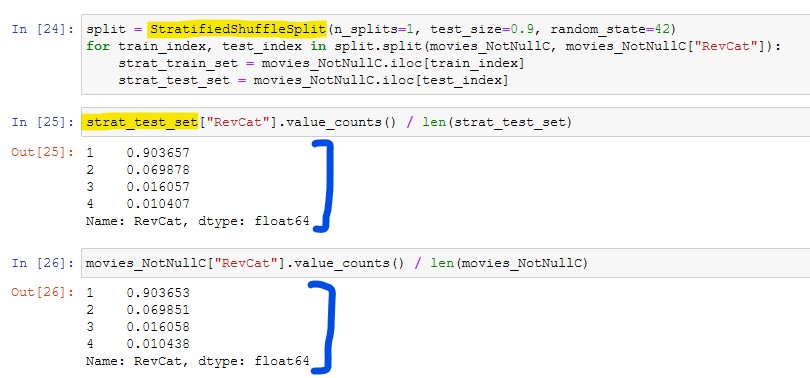 In [24]: split = StratifiedShuffleSplit(n_splits=1, test_size=0.9, random_state=42)
for train_index, test_index in split.split(movies_NotNullC, movies_NotNullC["RevCat"]):
    strat_train_set = movies_NotNullC.iloc[train_index]
    strat_test_set = movies_NotNullC.iloc[test_index]
In [25]: strat_test_set["RevCat"].value_counts() / len(strat_test_set)
Out[25]: 1    0.903657
2    0.069878
3    0.016057
4    0.010407
Name: RevCat, dtype: float64
In [26]: movies_NotNullC["RevCat"].value_counts() / len(movies_NotNullC)
Out[26]: 1    0.903653
2    0.069851
3    0.016058
4    0.010438
Name: RevCat, dtype: float64